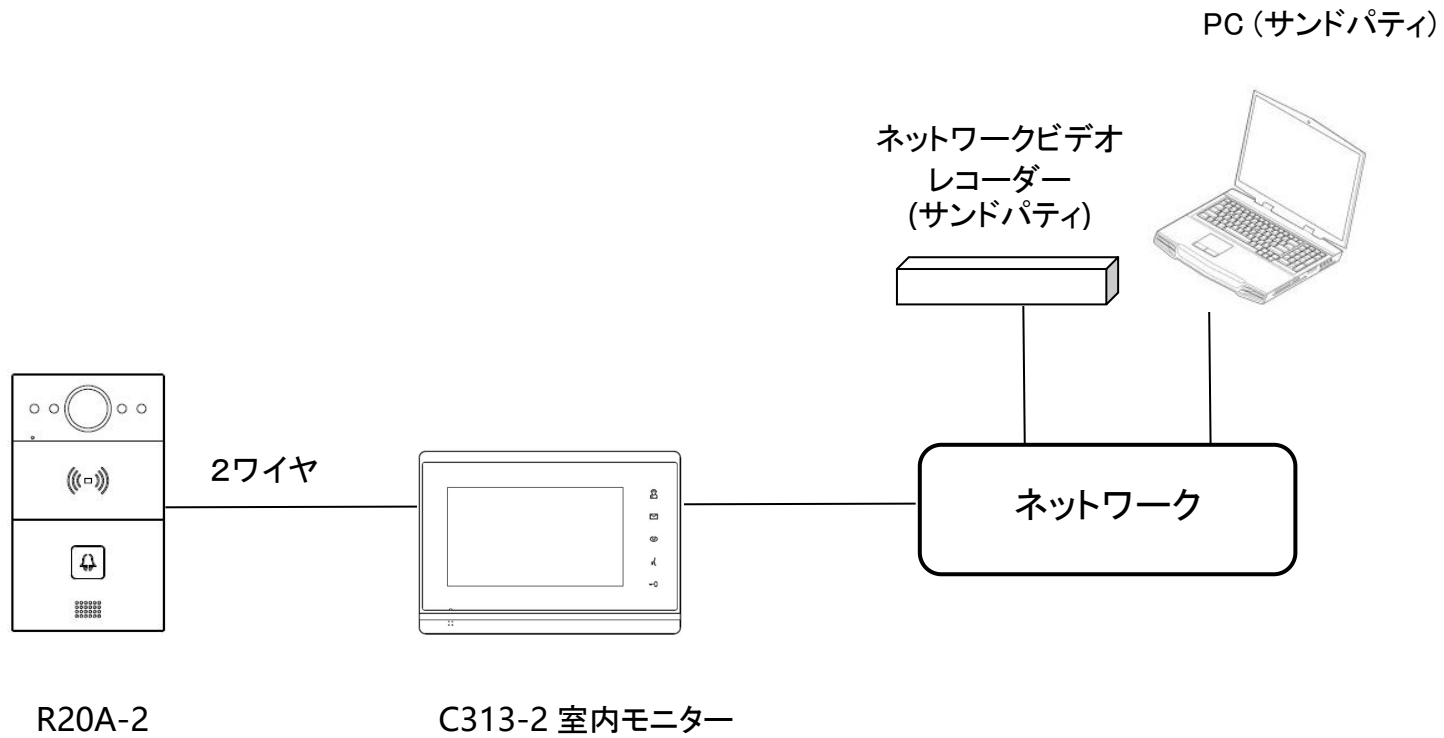 PC (サンドパティ)
ネットワークビデオ
レコーダー
(サンドパティ)
２ワイヤ
ネットワーク
R20A-2
C313-2 室内モニター